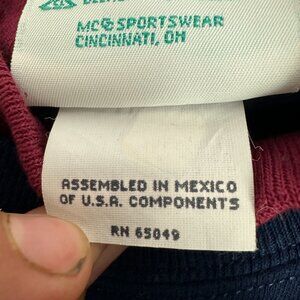 MC SPORTSWEAR
CINCINNATI, OH
ASSEMBLED IN MEXICO
OF U.S.A. COMPONENTS
RN 65049